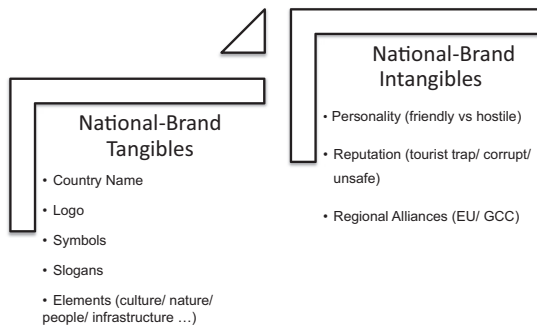 National-Brand
Tangibles
• Country Name
• Logo
• Symbols
• Slogans
• Elements (culture/ nature/
people/ infrastructure ...)
National-Brand
Intangibles
• Personality (friendly vs hostile)
• Reputation (tourist trap/ corrupt/
unsafe)
• Regional Alliances (EU/ GCC)